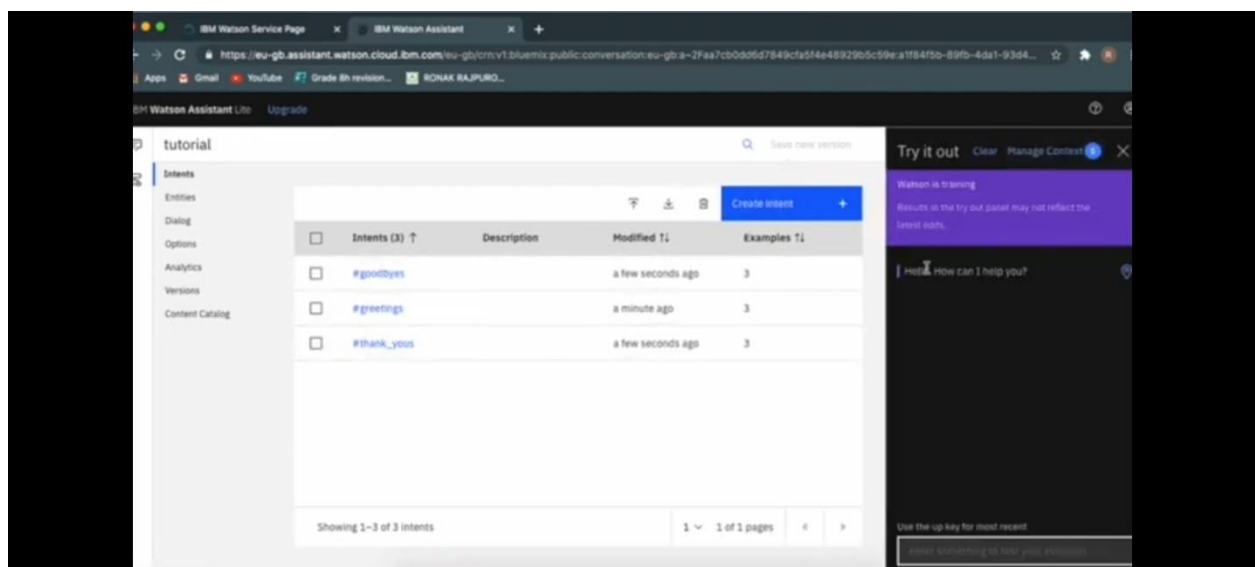 IBM Watson Service Page
IBM Watson Assistant
https://eu-gb.assistant.watson.cloud.ibm.com/eu-gb/crn:v1:bluemix:public:conversation:eu-gb:a~2Faa7cb0dd6d7849cfa5f4e48929b5c59e:a1f84f5b-89fb-4da1-93d4...
Apps Gmail YouTube Grade 8h revision... RONAK RAJPURO...
IBM Watson Assistant Lite Upgrade
tutorial
Save new version
Intents
Entities
Dialog
Options
Analytics
Versions
Content Catalog
Create intent +
Intents (3) ↑ Description Modified ↑↓ Examples ↑↓
#goodbyes a few seconds ago 3
#greetings a minute ago 3
#thank_yous a few seconds ago 3
Showing 1–3 of 3 intents
1 1 of 1 pages
Try it out Clear Manage Context
Watson is training
Results in the try out panel may not reflect the
latest edits.
How can I help you?
Use the up key for most recent